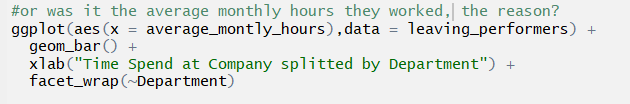 #or was it the average monthly hours they worked, the reason?
ggplot(aes(x = average_montly_hours),data = leaving_performers) +
  geom_bar() +
  xlab("Time Spend at Company splitted by Department") +
  facet_wrap(~Department)